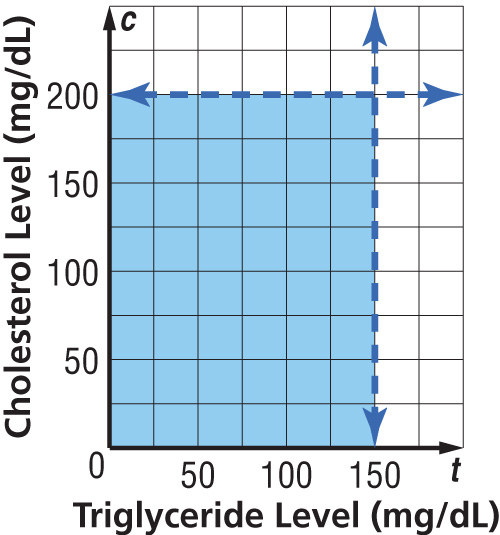 c
Cholesterol Level (mg/dL)
200
150
100
50
0
50 100 150 t
Triglyceride Level (mg/dL)